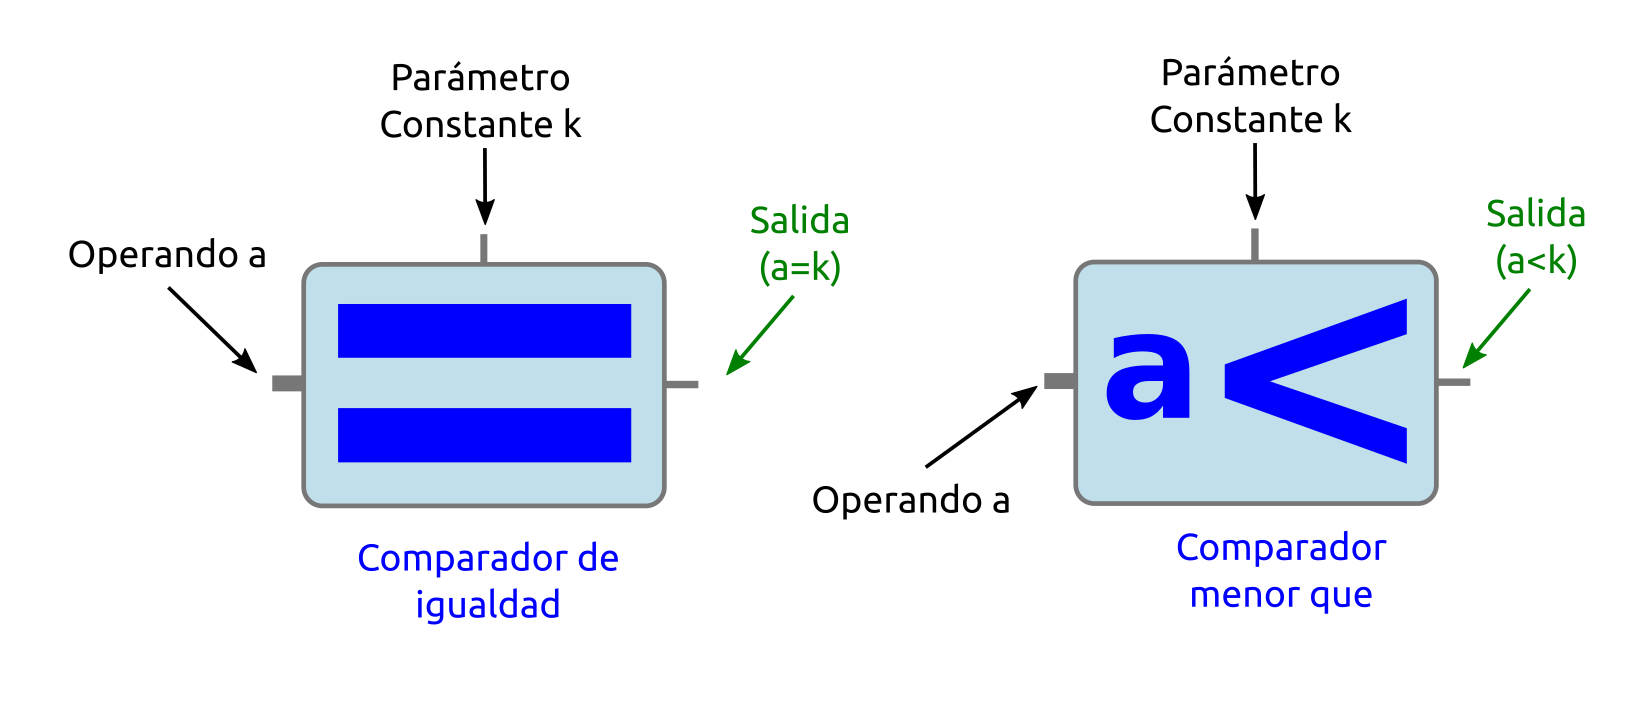 Parámetro
Constante k
Operando a
Salida
(a=k)
Comparador de
igualdad
Parámetro
Constante k
Salida
(a<k)
a<
Operando a
Comparador
menor que